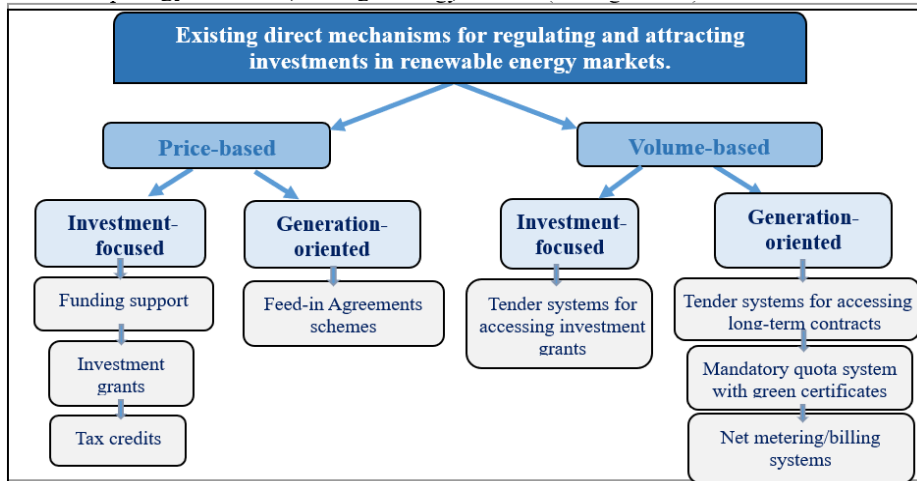 Existing direct mechanisms for regulating and attracting
investments in renewable energy markets.
Price-based
Volume-based
Investment-
focused
Generation-
oriented
Investment-
focused
Generation-
oriented
Funding support
Investment
grants
Tax credits
Feed-in Agreements
schemes
Tender systems for
accessing investment
grants
Tender systems for accessing
long-term contracts
Mandatory quota system
with green certificates
Net metering/billing
systems